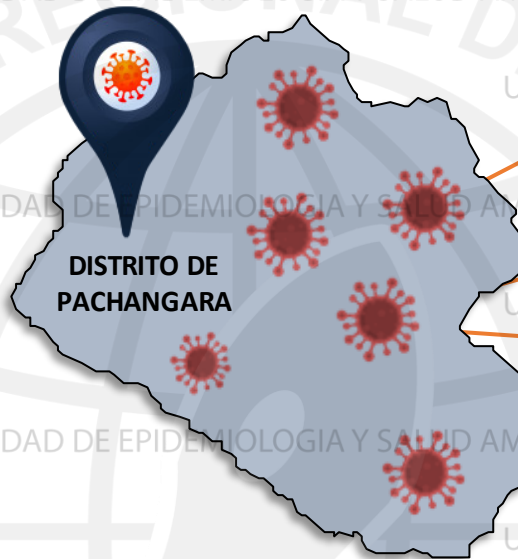 DISTRITO DE
PACHANGARA
DAD DE EPIDEMIOLOGIA Y SALUD AM
DAD DE EPIDEMIOLOGIA Y SALUD AM